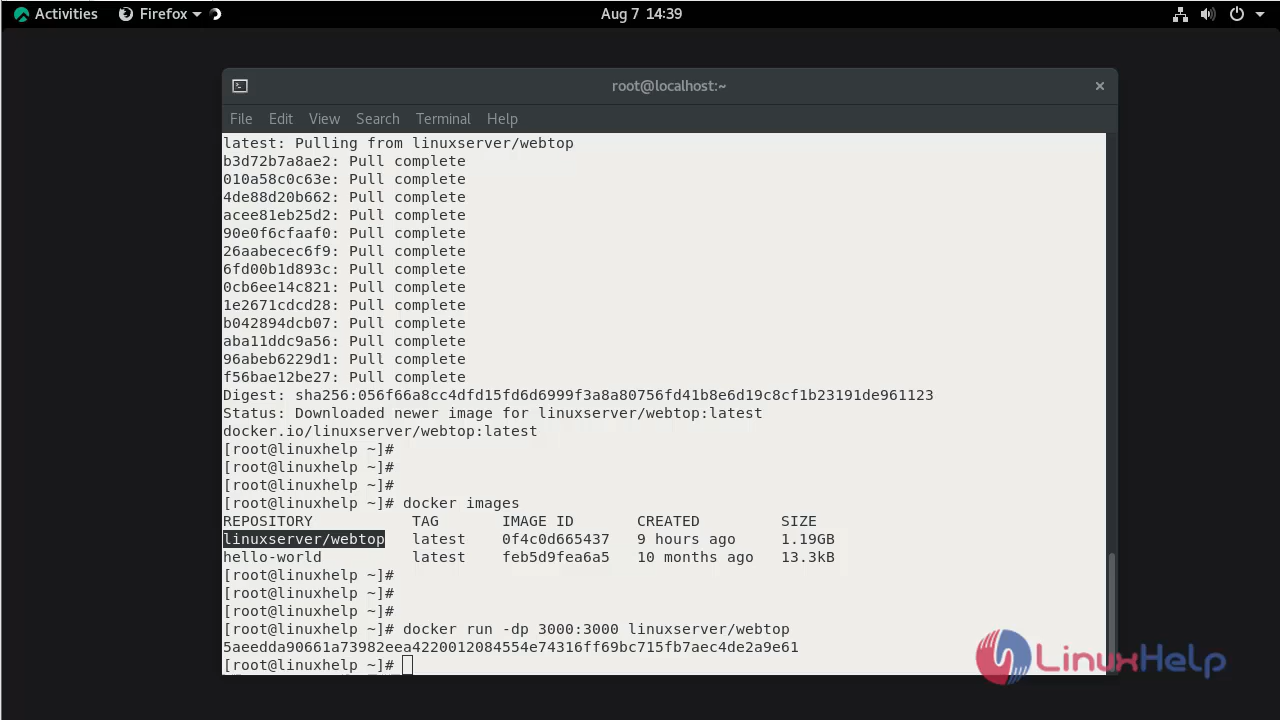 Activities Firefox Aug 7 14:39
root@localhost:~
File Edit View Search Terminal Help
latest: Pulling from linuxserver/webtop
b3d72b7a8ae2: Pull complete
010a58c0c63e: Pull complete
4de88d20b662: Pull complete
acee81eb25d2: Pull complete
90e0f6cfaaf0: Pull complete
26aabecec6f9: Pull complete
6fd00b1d893c: Pull complete
0cb6ee14c821: Pull complete
1e2671cdcd28: Pull complete
b042894dcb07: Pull complete
aba11ddc9a56: Pull complete
96abeb6229d1: Pull complete
f56bae12be27: Pull complete
Digest: sha256:056f66a8cc4dfd15fd6d6999f3a8a80756fd41b8e6d19c8cf1b23191de961123
Status: Downloaded newer image for linuxserver/webtop:latest
docker.io/linuxserver/webtop:latest
[root@linuxhelp ~]#
[root@linuxhelp ~]#
[root@linuxhelp ~]#
[root@linuxhelp ~]# docker images
REPOSITORY TAG IMAGE ID CREATED SIZE
linuxserver/webtop latest 0f4c0d665437 9 hours ago 1.19GB
hello-world latest feb5d9fea6a5 10 months ago 13.3kB
[root@linuxhelp ~]#
[root@linuxhelp ~]#
[root@linuxhelp ~]#
[root@linuxhelp ~]# docker run -dp 3000:3000 linuxserver/webtop
5aeedda90661a73982eea4220012084554e74316ff69bc715fb7aec4de2a9e61
[root@linuxhelp ~]#
LinuxHelp